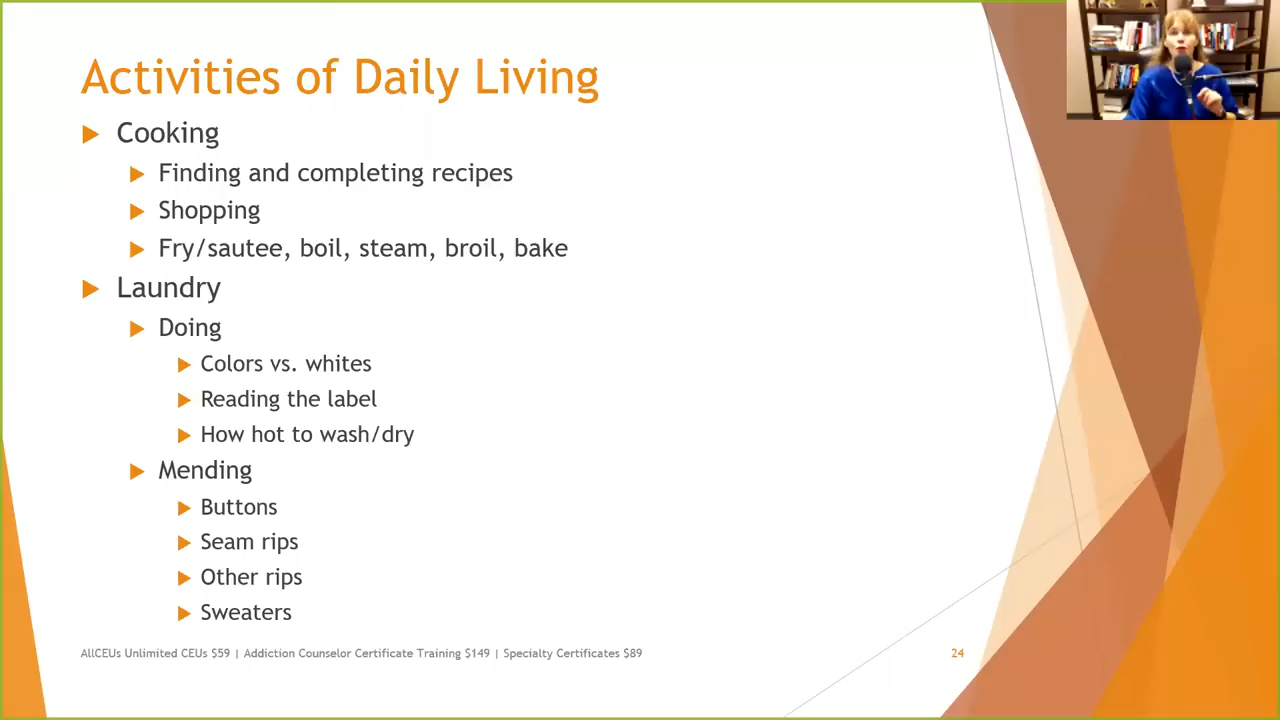 Activities of Daily Living
Cooking
Finding and completing recipes
Shopping
Fry/sautee, boil, steam, broil, bake
Laundry
Doing
Colors vs. whites
Reading the label
How hot to wash/dry
Mending
Buttons
Seam rips
Other rips
Sweaters
AllCEUs Unlimited CEUs $59 | Addiction Counselor Certificate Training $149 | Specialty Certificates $89
24